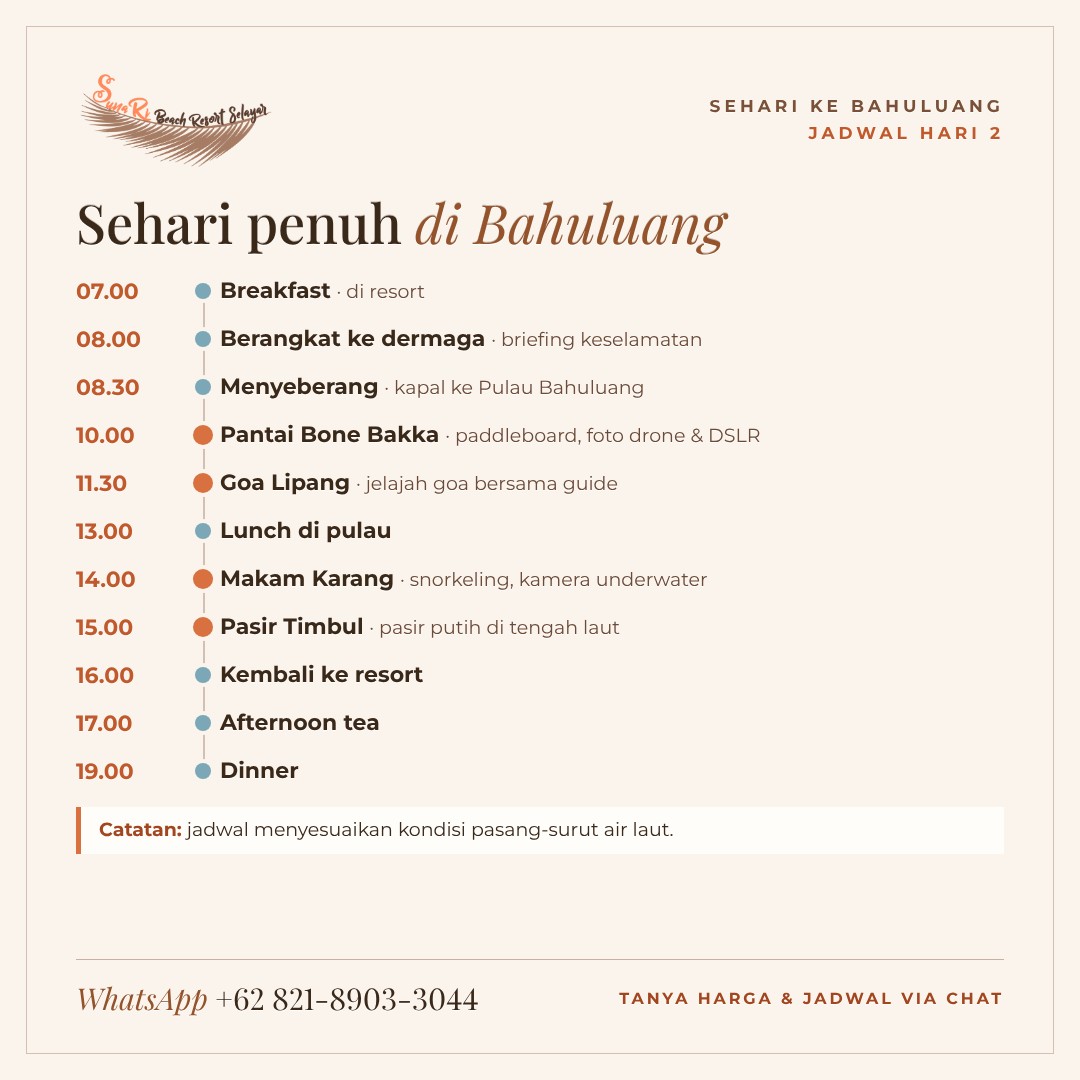 SunaRi Beach Resort Selayar
SEHARI KE BAHULUANG
JADWAL HARI 2
Sehari penuh di Bahuluang
07.00 Breakfast · di resort
08.00 Berangkat ke dermaga · briefing keselamatan
08.30 Menyeberang · kapal ke Pulau Bahuluang
10.00 Pantai Bone Bakka · paddleboard, foto drone & DSLR
11.30 Goa Lipang · jelajah goa bersama guide
13.00 Lunch di pulau
14.00 Makam Karang · snorkeling, kamera underwater
15.00 Pasir Timbul · pasir putih di tengah laut
16.00 Kembali ke resort
17.00 Afternoon tea
19.00 Dinner
Catatan: jadwal menyesuaikan kondisi pasang-surut air laut.
WhatsApp +62 821-8903-3044
TANYA HARGA & JADWAL VIA CHAT